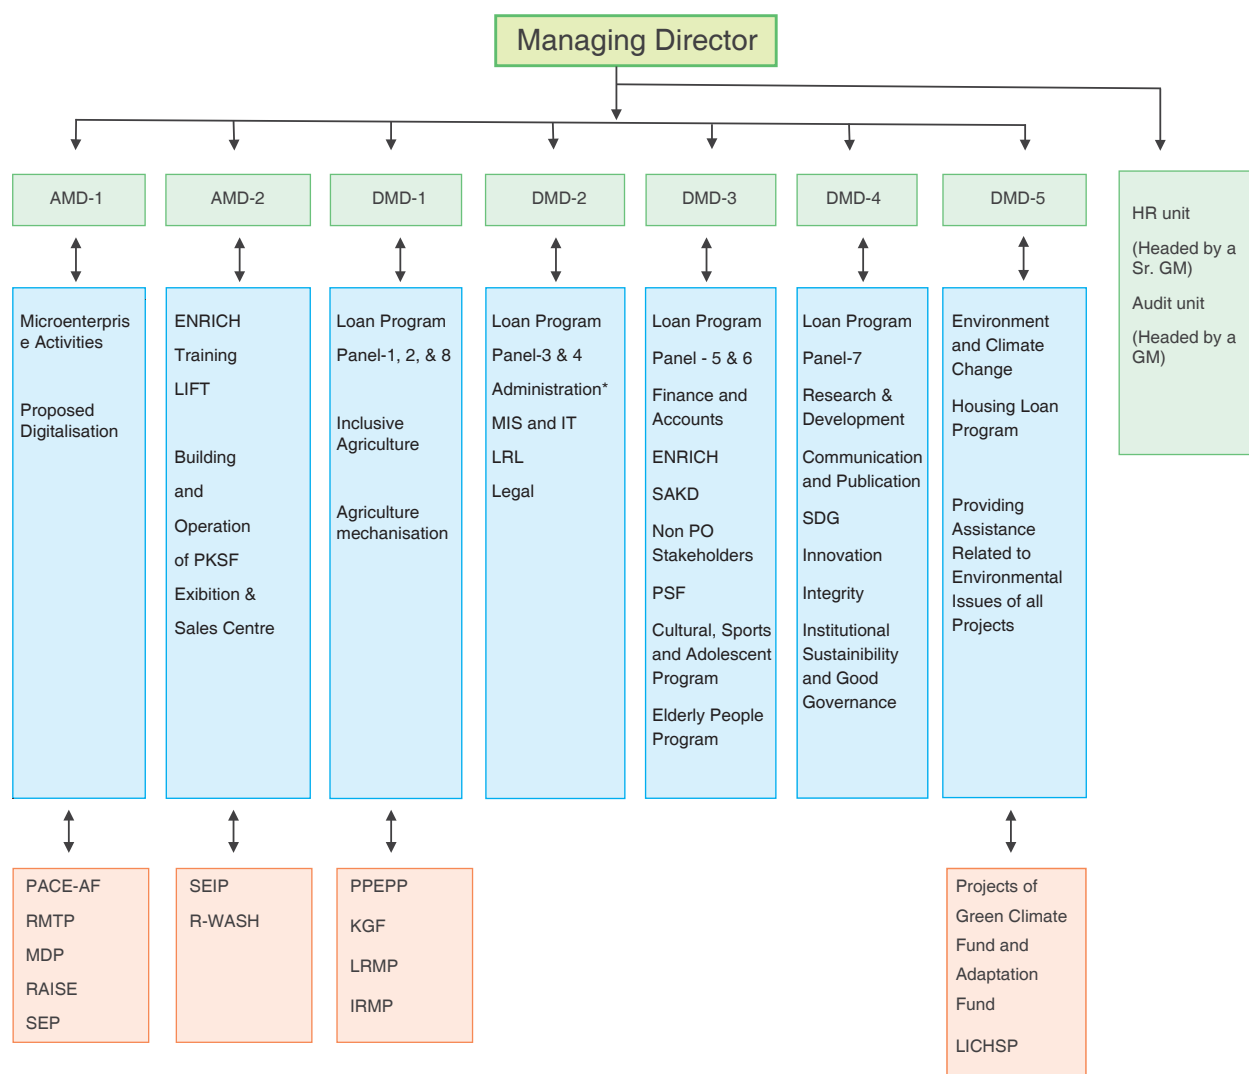 Managing Director
AMD-1
AMD-2
DMD-1
DMD-2
DMD-3
DMD-4
DMD-5
HR unit
(Headed by a
Sr. GM)
Audit unit
(Headed by a
GM)
Microenterpris
e Activities
Proposed
Digitalisation
ENRICH
Training
LIFT
Building
and
Operation
of PKSF
Exibition &
Sales Centre
Loan Program
Panel-1, 2, & 8
Inclusive
Agriculture
Agriculture
mechanisation
Loan Program
Panel-3 & 4
Administration*
MIS and IT
LRL
Legal
Loan Program
Panel - 5 & 6
Finance and
Accounts
ENRICH
SAKD
Non PO
Stakeholders
PSF
Cultural, Sports
and Adolescent
Program
Elderly People
Program
Loan Program
Panel-7
Research &
Development
Communication
and Publication
SDG
Innovation
Integrity
Institutional
Sustainibility
and Good
Governance
Environment
and Climate
Change
Housing Loan
Program
Providing
Assistance
Related to
Environmental
Issues of all
Projects
PACE-AF
RMTP
MDP
RAISE
SEP
SEIP
R-WASH
PPEPP
KGF
LRMP
IRMP
Projects of
Green Climate
Fund and
Adaptation
Fund
LICHSP